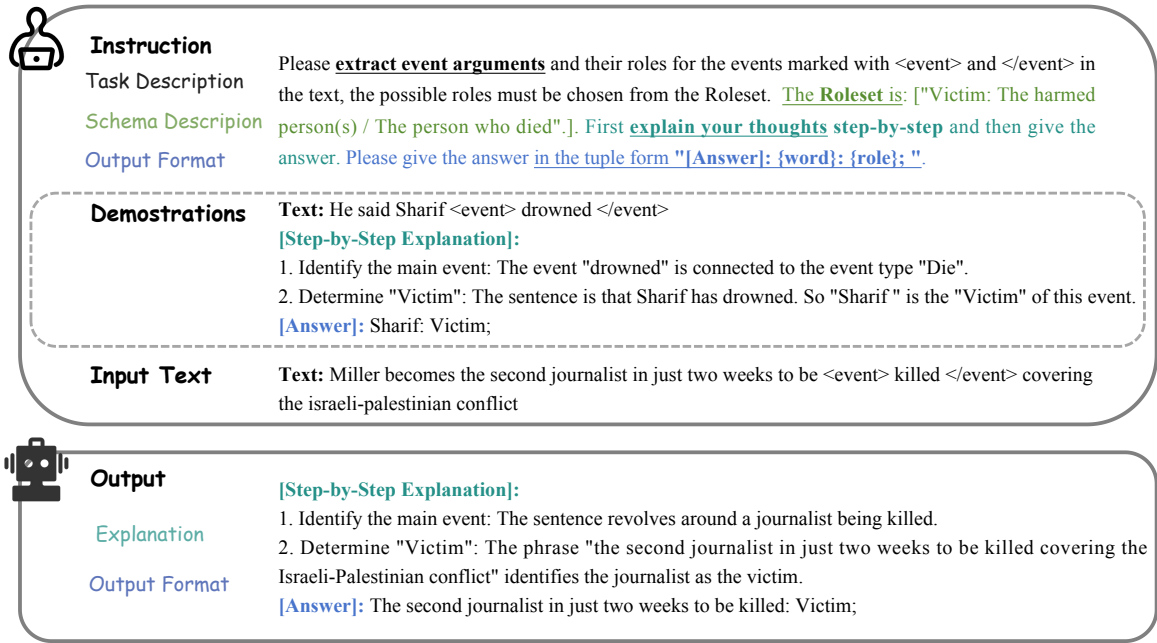 Instruction
Task Description
Schema Descripion
Output Format
Please extract event arguments and their roles for the events marked with <event> and </event> in
the text, the possible roles must be chosen from the Roleset. The Roleset is: ["Victim: The harmed
person(s) / The person who died".]. First explain your thoughts step-by-step and then give the
answer. Please give the answer in the tuple form "[Answer]: {word}: {role}; ".
Demostrations
Text: He said Sharif <event> drowned </event>
[Step-by-Step Explanation]:
1. Identify the main event: The event "drowned" is connected to the event type "Die".
2. Determine "Victim": The sentence is that Sharif has drowned. So "Sharif " is the "Victim" of this event.
[Answer]: Sharif: Victim;
Input Text
Text: Miller becomes the second journalist in just two weeks to be <event> killed </event> covering
the israeli-palestinian conflict
Output
Explanation
Output Format
[Step-by-Step Explanation]:
1. Identify the main event: The sentence revolves around a journalist being killed.
2. Determine "Victim": The phrase "the second journalist in just two weeks to be killed covering the
Israeli-Palestinian conflict" identifies the journalist as the victim.
[Answer]: The second journalist in just two weeks to be killed: Victim;